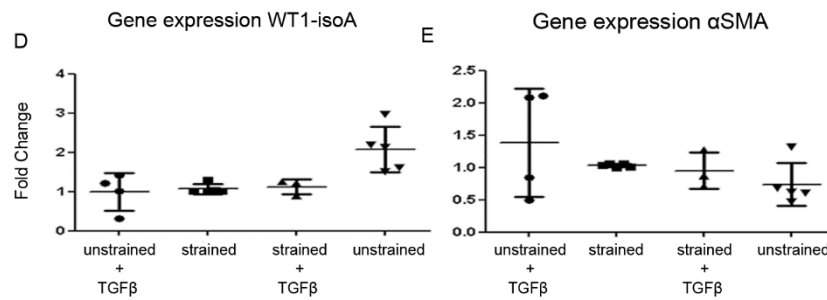 D
Gene expression WT1-isoA
Fold Change
4
3
2
1
0
unstrained
+
TGFβ
strained
strained
+
TGFβ
unstrained
E
Gene expression αSMA
2.5
2.0
1.5
1.0
0.5
0.0
unstrained
+
TGFβ
strained
strained
+
TGFβ
unstrained